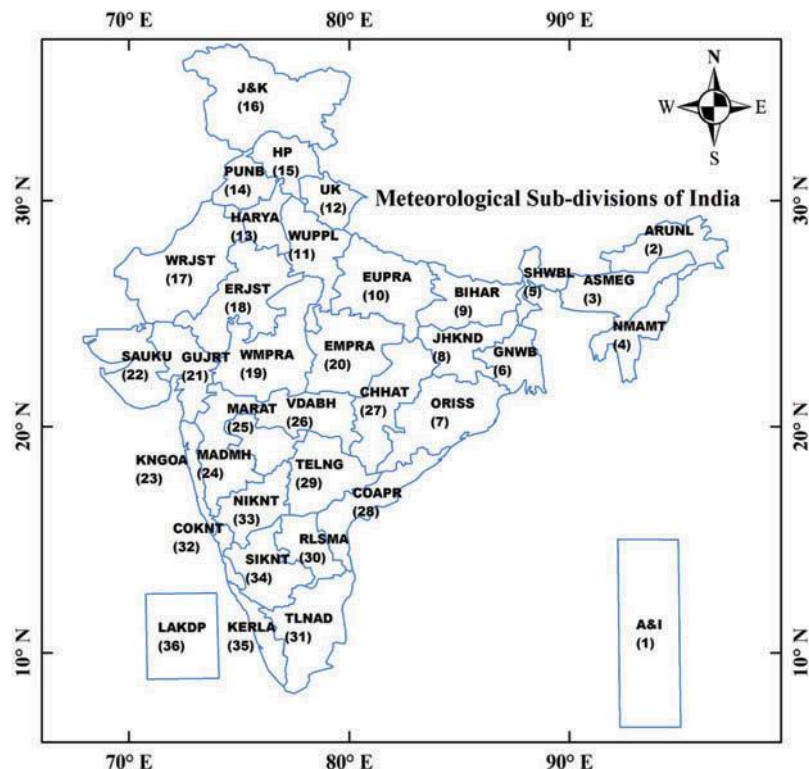 70° E 80° E 90° E
N
W E
S
J&K
(16)
HP
(15)
PUNB
(14)
UK
(12)
Meteorological Sub-divisions of India
30° N
30° N
HARYA
(13)
WUPPL
(11)
ARUNL
(2)
WRJST
(17)
ERJST
(18)
EUPRA
(10)
BIHAR
(9)
SHWBL
(5)
ASMEG
(3)
NMAMT
(4)
SAUKU
(22)
GUJRT
(21)
WMPRA
(19)
EMPRA
(20)
JHKND
(8)
GNWB
(6)
CHHAT
(27)
ORISS
(7)
MARAT
(25)
VDABH
(26)
20° N
20° N
KNGOA
(23)
MADMH
(24)
TELNG
(29)
COAPR
(28)
NIKNT
(33)
COKNT
(32)
RLSMA
(30)
SIKNT
(34)
LAKDP
(36)
KERLA
(35)
TLNAD
(31)
A&I
(1)
10° N
10° N
70° E 80° E 90° E